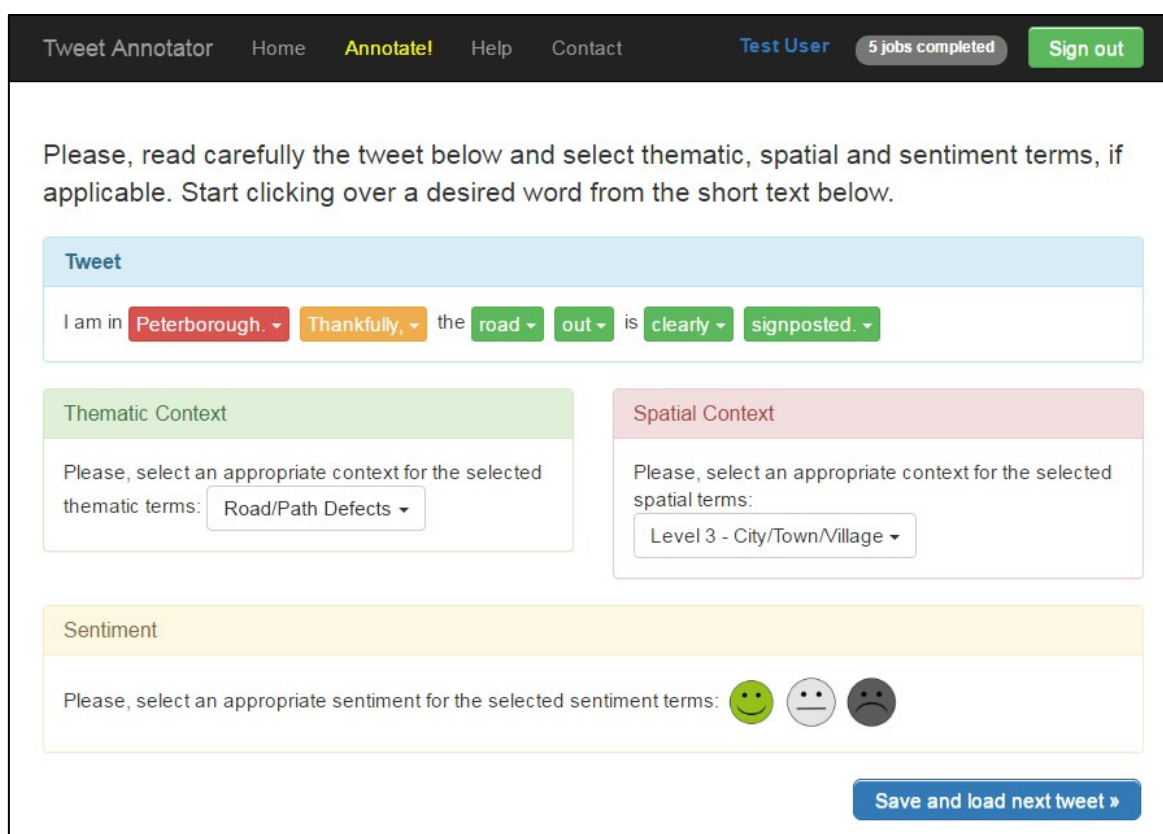 Tweet Annotator Home Annotate! Help Contact Test User 5 jobs completed Sign out
Please, read carefully the tweet below and select thematic, spatial and sentiment terms, if
applicable. Start clicking over a desired word from the short text below.
Tweet
I am in Peterborough. Thankfully, the road out is clearly signposted.
Thematic Context
Please, select an appropriate context for the selected
thematic terms: Road/Path Defects
Spatial Context
Please, select an appropriate context for the selected
spatial terms:
Level 3 - City/Town/Village
Sentiment
Please, select an appropriate sentiment for the selected sentiment terms:
Save and load next tweet »